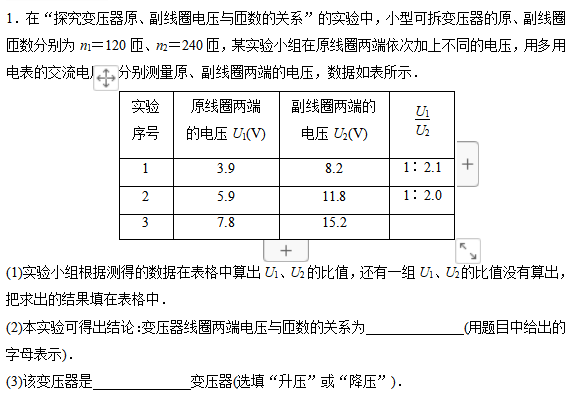 1．在“探究变压器原、副线圈电压与匝数的关系”的实验中，小型可拆变压器的原、副线圈
匝数分别为 n₁＝120 匝、n₂＝240 匝，某实验小组在原线圈两端依次加上不同的电压，用多用
电表的交流电 分别测量原、副线圈两端的电压，数据如表所示．
实验序号 原线圈两端的电压 U₁(V) 副线圈两端的电压 U₂(V) U₁/U₂
1 3.9 8.2 1∶2.1
2 5.9 11.8 1∶2.0
3 7.8 15.2
(1)实验小组根据测得的数据在表格中算出 U₁、U₂的比值，还有一组 U₁、U₂的比值没有算出，
把求出的结果填在表格中．
(2)本实验可得出结论：变压器线圈两端电压与匝数的关系为______________(用题目中给出的
字母表示)．
(3)该变压器是______________变压器(选填“升压”或“降压”)．